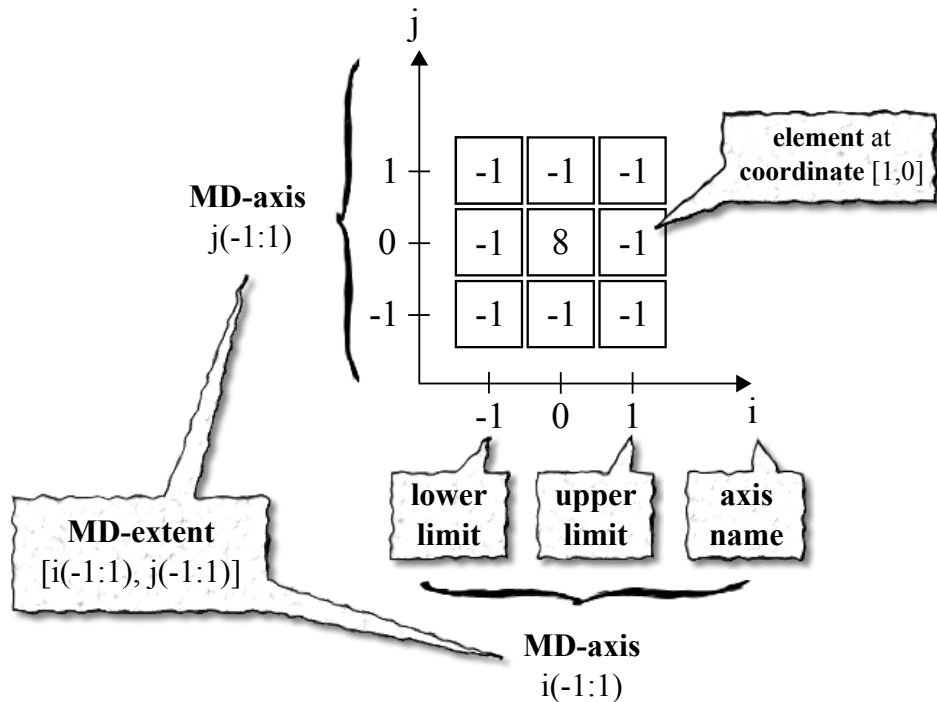 j
element at
coordinate [1,0]
1 -1 -1 -1
MD-axis
j(-1:1)
0 -1 8 -1
-1 -1 -1 -1
-1 0 1 i
lower
limit
upper
limit
axis
name
MD-extent
[i(-1:1), j(-1:1)]
MD-axis
i(-1:1)